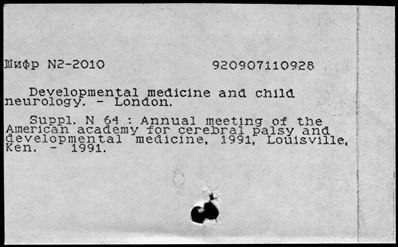 Шифр N2-2010 920907110928
Developmental medicine and child
neurology. - London.
Suppl. N 64 : Annual meeting of the
American academy for cerebral palsy and
developmental medicine, 1991, Louisville,
Ken. - 1991.